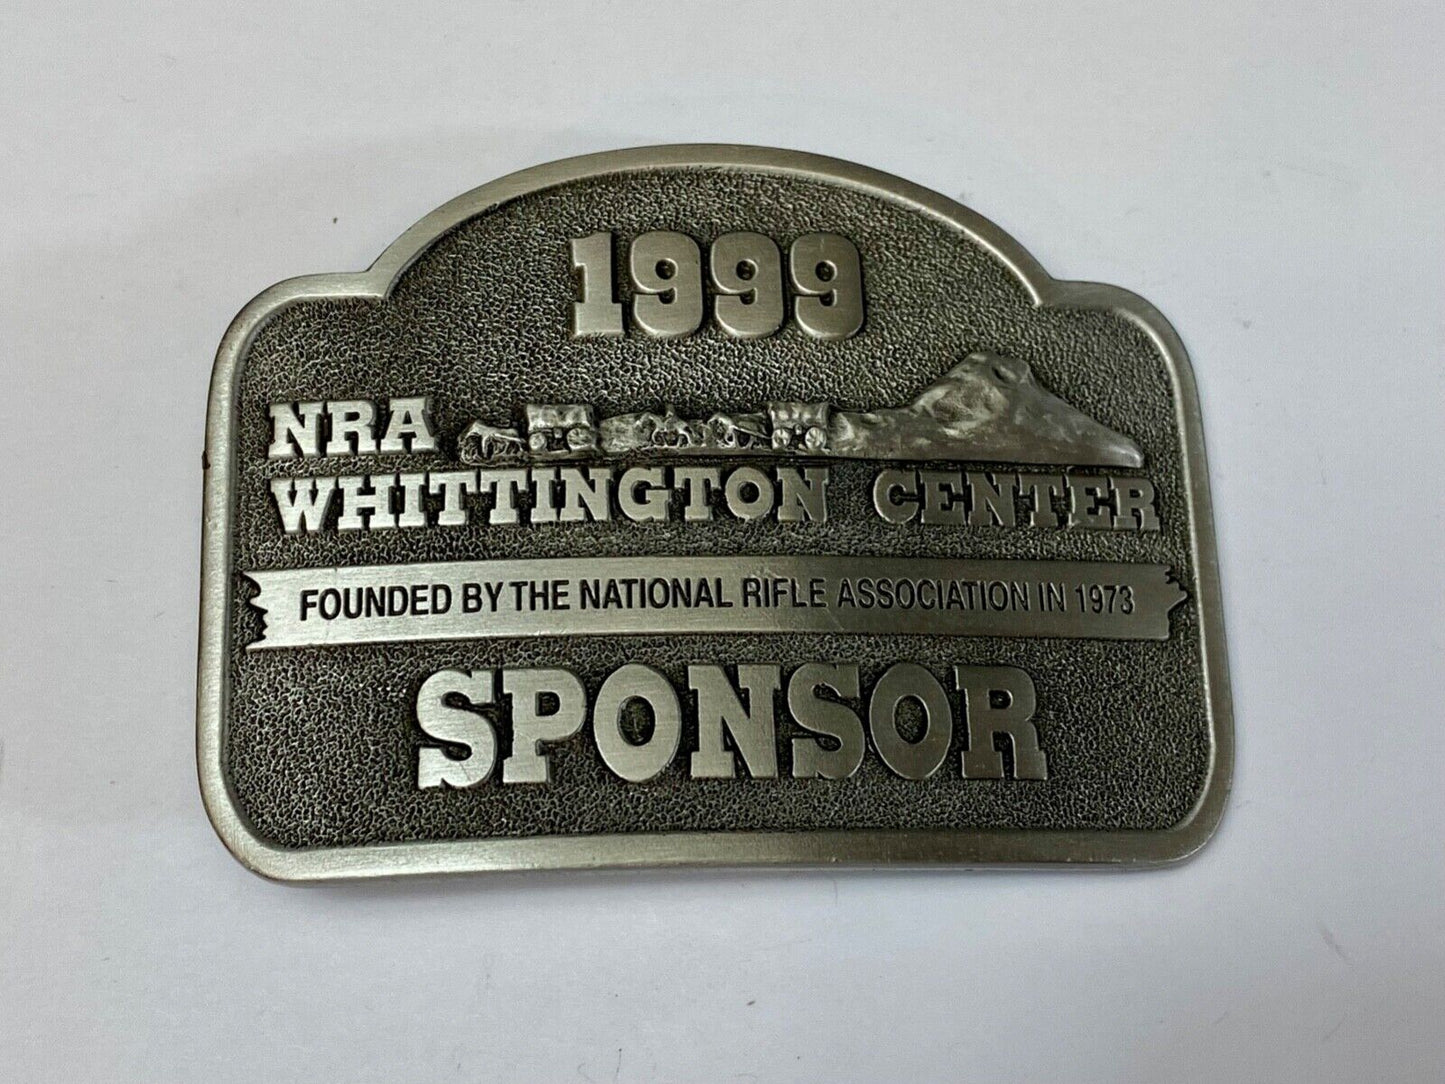 1999
NRA
WHITTINGTON CENTER
FOUNDED BY THE NATIONAL RIFLE ASSOCIATION IN 1973
SPONSOR